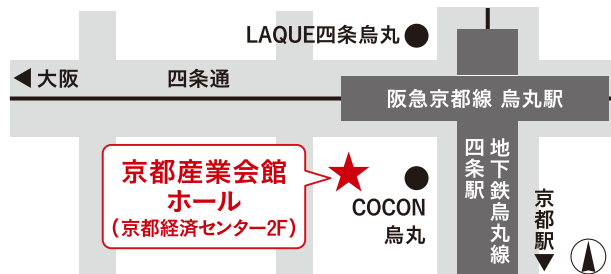 LAQUE四条烏丸
大阪
四条通
阪急京都線 烏丸駅
京都産業会館
ホール
(京都経済センター2F)
COCON
烏丸
地下鉄烏丸線
四条駅
京都駅